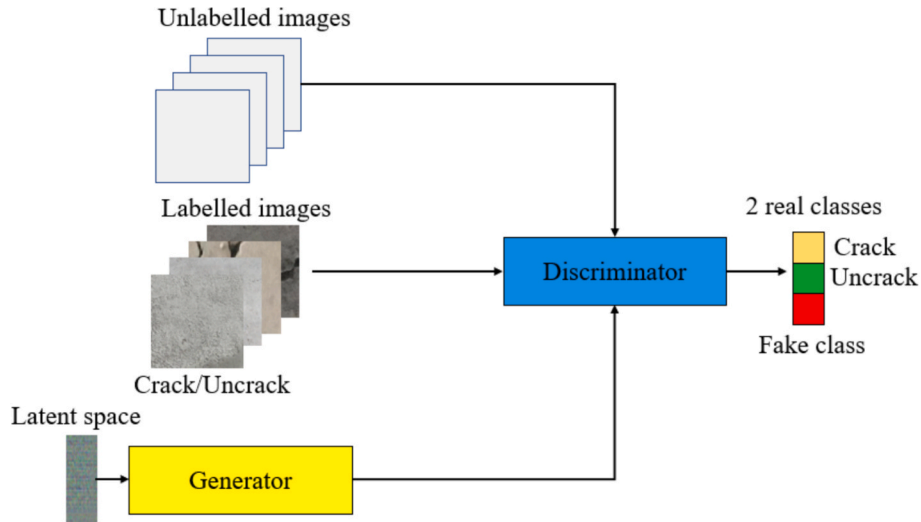 Unlabelled images
Labelled images
Crack/Uncrack
Latent space
Generator
Discriminator
2 real classes
Crack
Uncrack
Fake class